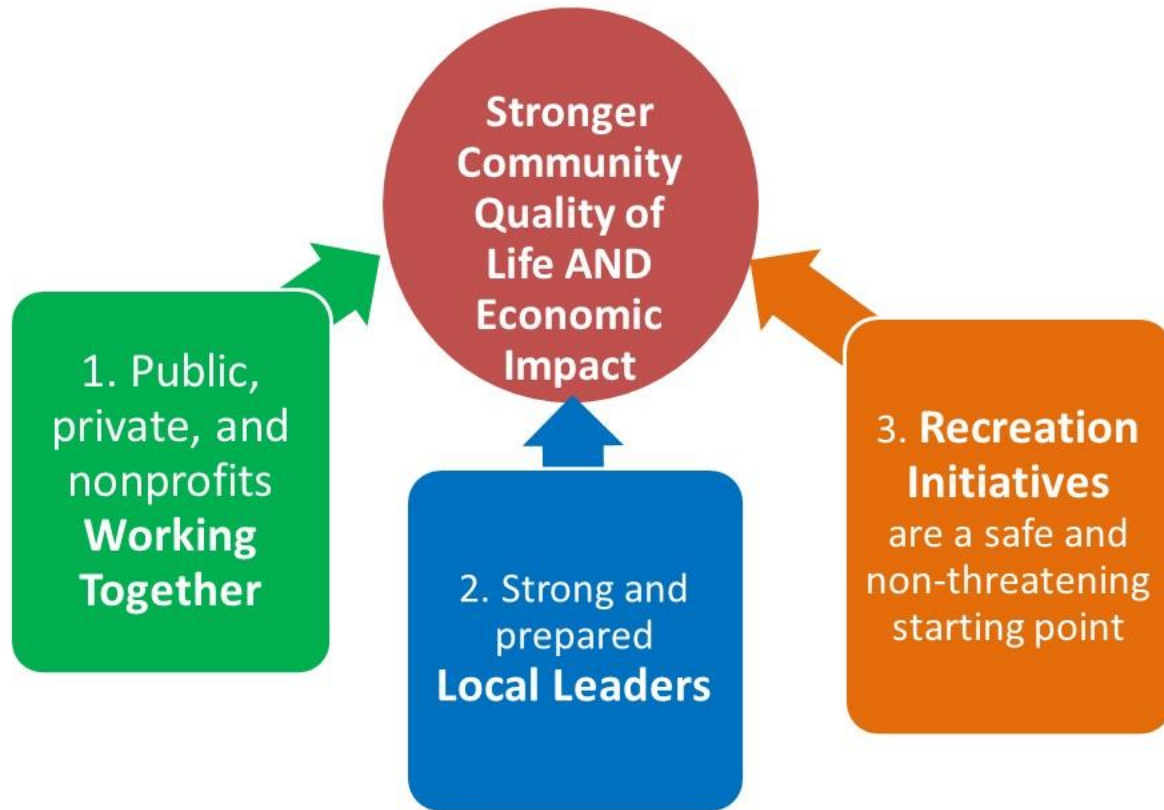 Stronger
Community
Quality of
Life AND
Economic
Impact
1. Public,
private, and
nonprofits
Working
Together
2. Strong and
prepared
Local Leaders
3. Recreation
Initiatives
are a safe and
non-threatening
starting point